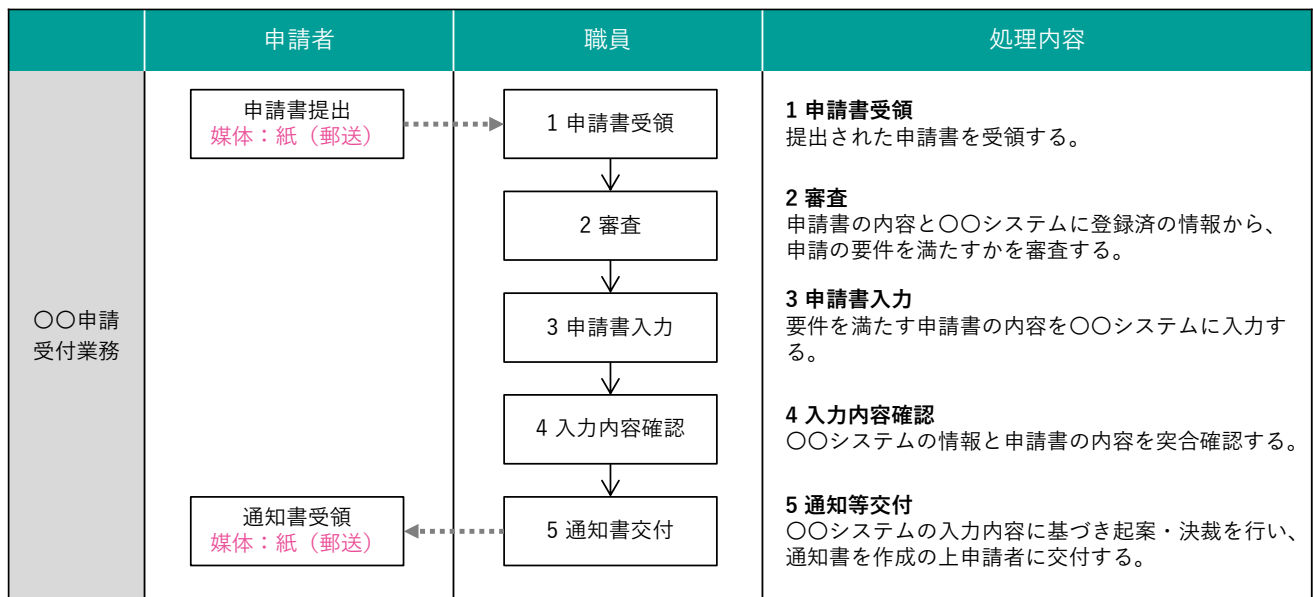 申請者
職員
処理内容
〇〇申請
受付業務
申請書提出
媒体：紙（郵送）
1 申請書受領
2 審査
3 申請書入力
4 入力内容確認
5 通知書交付
通知書受領
媒体：紙（郵送）
1 申請書受領
提出された申請書を受領する。
2 審査
申請書の内容と〇〇システムに登録済の情報から、
申請の要件を満たすかを審査する。
3 申請書入力
要件を満たす申請書の内容を〇〇システムに入力す
る。
4 入力内容確認
〇〇システムの情報と申請書の内容を突合確認する。
5 通知等交付
〇〇システムの入力内容に基づき起案・決裁を行い、
通知書を作成の上申請者に交付する。